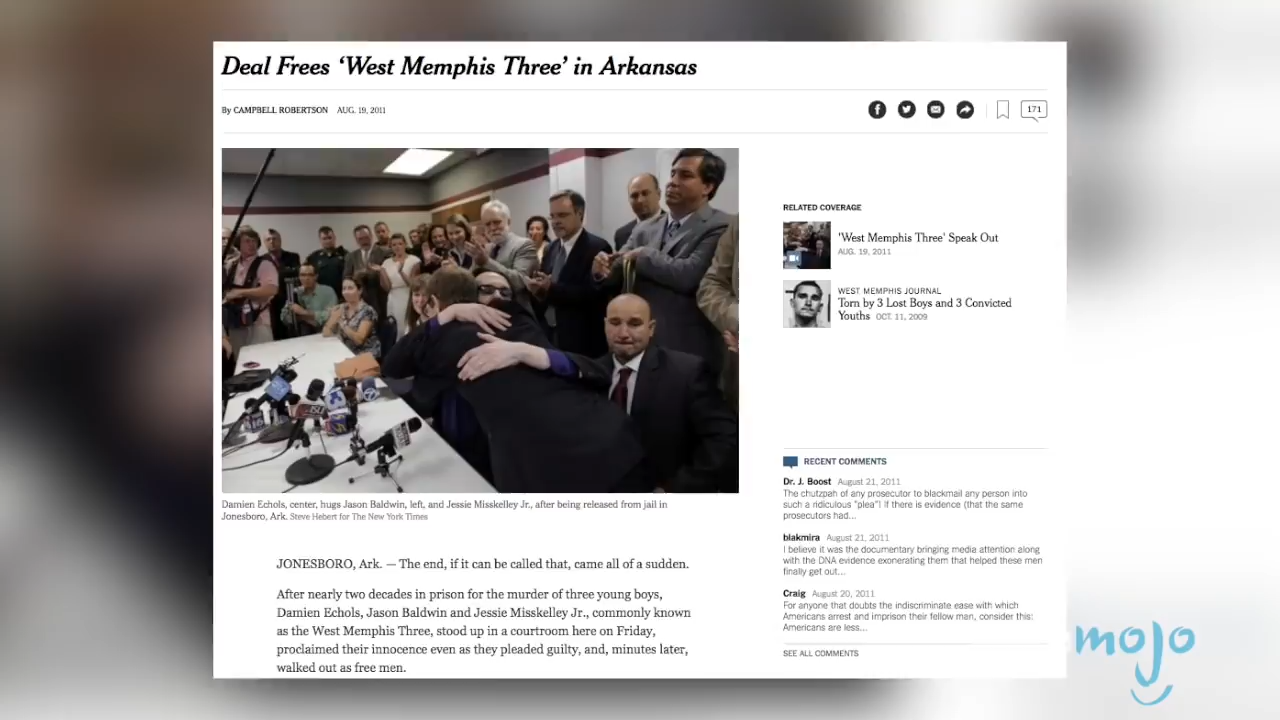 Deal Frees ‘West Memphis Three’ in Arkansas
By CAMPBELL ROBERTSON AUG. 19, 2011
171
RELATED COVERAGE
'West Memphis Three' Speak Out
AUG. 19, 2011
WEST MEMPHIS JOURNAL
Torn by 3 Lost Boys and 3 Convicted
Youths OCT. 11, 2009
Damien Echols, center, hugs Jason Baldwin, left, and Jessie Misskelley Jr., after being released from jail in
Jonesboro, Ark. Steve Hebert for The New York Times
JONESBORO, Ark. — The end, if it can be called that, came all of a sudden.
After nearly two decades in prison for the murder of three young boys,
Damien Echols, Jason Baldwin and Jessie Misskelley Jr., commonly known
as the West Memphis Three, stood up in a courtroom here on Friday,
proclaimed their innocence even as they pleaded guilty, and, minutes later,
walked out as free men.
RECENT COMMENTS
Dr. J. Boost August 21, 2011
The chutzpah of any prosecutor to blackmail any person into
such a ridiculous "plea"! If there is evidence (that the same
prosecutors had...
blakmira August 21, 2011
I believe it was the documentary bringing media attention along
with the DNA evidence exonerating them that helped these men
finally get out...
Craig August 20, 2011
For anyone that doubts the indiscriminate ease with which
Americans arrest and imprison their fellow man, consider this:
Americans are less...
SEE ALL COMMENTS
mojo